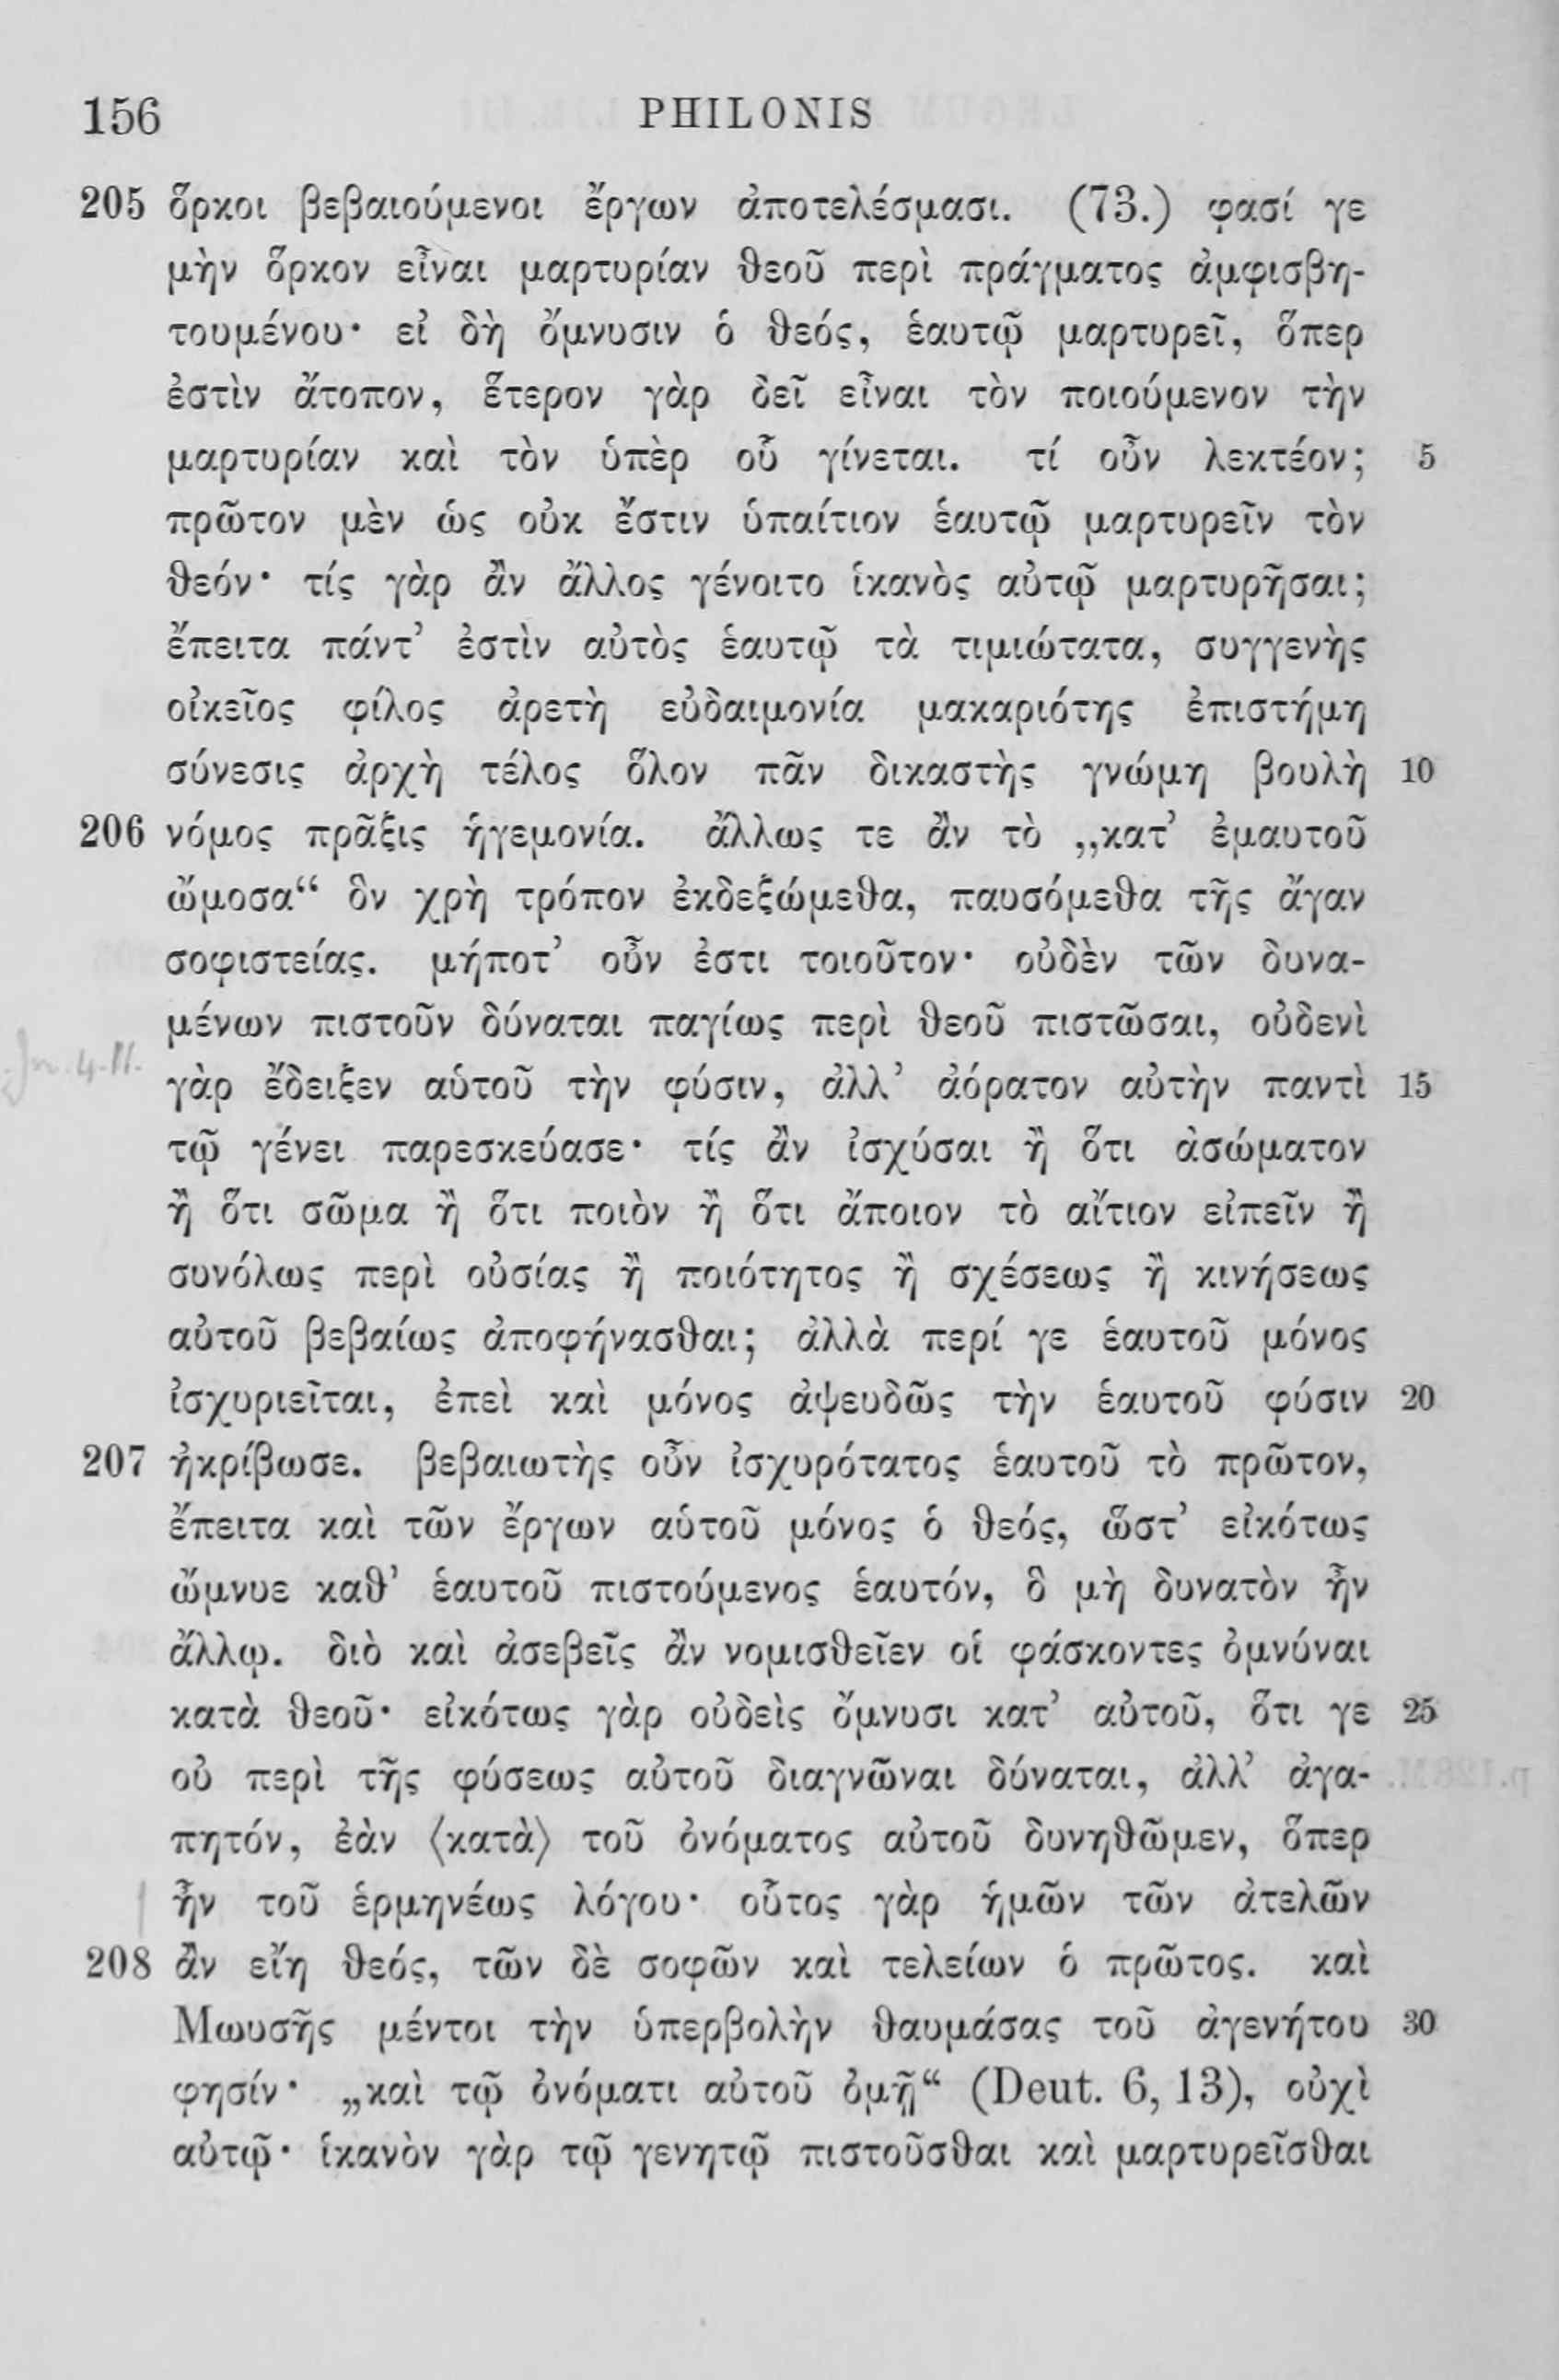 156 PHILONIS
205 ὅρκοι βεβαιούμενοι ἔργων ἀποτελέσμασι. (73.) φασί γε
μὴν ὅρκον εἶναι μαρτυρίαν θεοῦ περὶ πράγματος ἀμφισβη-
τουμένου· εἰ δὴ ὄμνυσιν ὁ θεός, ἑαυτῷ μαρτυρεῖ, ὅπερ
ἐστὶν ἄτοπον, ἕτερον γὰρ δεῖ εἶναι τὸν ποιούμενον τὴν
μαρτυρίαν καὶ τὸν ὑπὲρ οὗ γίνεται. τί οὖν λεκτέον; 5
πρῶτον μὲν ὡς οὐκ ἔστιν ὑπαίτιον ἑαυτῷ μαρτυρεῖν τὸν
θεόν· τίς γὰρ ἂν ἄλλος γένοιτο ἱκανὸς αὐτῷ μαρτυρῆσαι;
ἔπειτα πάντ’ ἐστὶν αὐτὸς ἑαυτῷ τὰ τιμιώτατα, συγγενὴς
οἰκεῖος φίλος ἀρετὴ εὐδαιμονία μακαριότης ἐπιστήμη
σύνεσις ἀρχὴ τέλος ὅλον πᾶν δικαστὴς γνώμη βουλὴ 10
206 νόμος πρᾶξις ἡγεμονία. ἄλλως τε ἂν τὸ „κατ’ ἐμαυτοῦ
ὤμοσα“ ὃν χρὴ τρόπον ἐκδεξώμεθα, παυσόμεθα τῆς ἄγαν
σοφιστείας. μήποτ’ οὖν ἐστι τοιοῦτον· οὐδὲν τῶν δυνα-
μένων πιστοῦν δύναται παγίως περὶ θεοῦ πιστῶσαι, οὐδενὶ
γὰρ ἔδειξεν αὑτοῦ τὴν φύσιν, ἀλλ’ ἀόρατον αὐτὴν παντὶ 15
τῷ γένει παρεσκεύασε· τίς ἂν ἰσχύσαι ἢ ὅτι ἀσώματον
ἢ ὅτι σῶμα ἢ ὅτι ποιὸν ἢ ὅτι ἄποιον τὸ αἴτιον εἰπεῖν ἢ
συνόλως περὶ οὐσίας ἢ ποιότητος ἢ σχέσεως ἢ κινήσεως
αὐτοῦ βεβαίως ἀποφήνασθαι; ἀλλὰ περί γε ἑαυτοῦ μόνος
ἰσχυριεῖται, ἐπεὶ καὶ μόνος ἀψευδῶς τὴν ἑαυτοῦ φύσιν 20
207 ἠκρίβωσε. βεβαιωτὴς οὖν ἰσχυρότατος ἑαυτοῦ τὸ πρῶτον,
ἔπειτα καὶ τῶν ἔργων αὑτοῦ μόνος ὁ θεός, ὥστ’ εἰκότως
ὤμνυε καθ’ ἑαυτοῦ πιστούμενος ἑαυτόν, ὃ μὴ δυνατὸν ἦν
ἄλλῳ. διὸ καὶ ἀσεβεῖς ἂν νομισθεῖεν οἱ φάσκοντες ὀμνύναι
κατὰ θεοῦ· εἰκότως γὰρ οὐδεὶς ὄμνυσι κατ’ αὐτοῦ, ὅτι γε 25
οὐ περὶ τῆς φύσεως αὐτοῦ διαγνῶναι δύναται, ἀλλ’ ἀγα-
πητόν, ἐὰν ⟨κατὰ⟩ τοῦ ὀνόματος αὐτοῦ δυνηθῶμεν, ὅπερ
ἦν τοῦ ἑρμηνέως λόγου· οὗτος γὰρ ἡμῶν τῶν ἀτελῶν
208 ἂν εἴη θεός, τῶν δὲ σοφῶν καὶ τελείων ὁ πρῶτος. καὶ
Μωυσῆς μέντοι τὴν ὑπερβολὴν θαυμάσας τοῦ ἀγενήτου 30
φησίν· „καὶ τῷ ὀνόματι αὐτοῦ ὀμῇ“ (Deut. 6, 13), οὐχὶ
αὐτῷ· ἱκανὸν γὰρ τῷ γενητῷ πιστοῦσθαι καὶ μαρτυρεῖσθαι